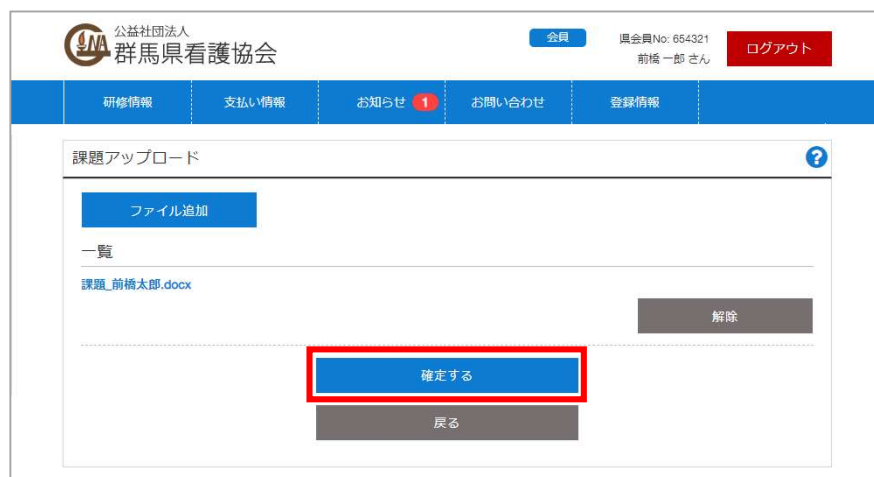 公益社団法人
群馬県看護協会
会員
県会員No: 654321
前橋 一郎 さん
ログアウト
研修情報
支払い情報
お知らせ 1
お問い合わせ
登録情報
課題アップロード
?
ファイル追加
一覧
課題_前橋太郎.docx
解除
確定する
戻る